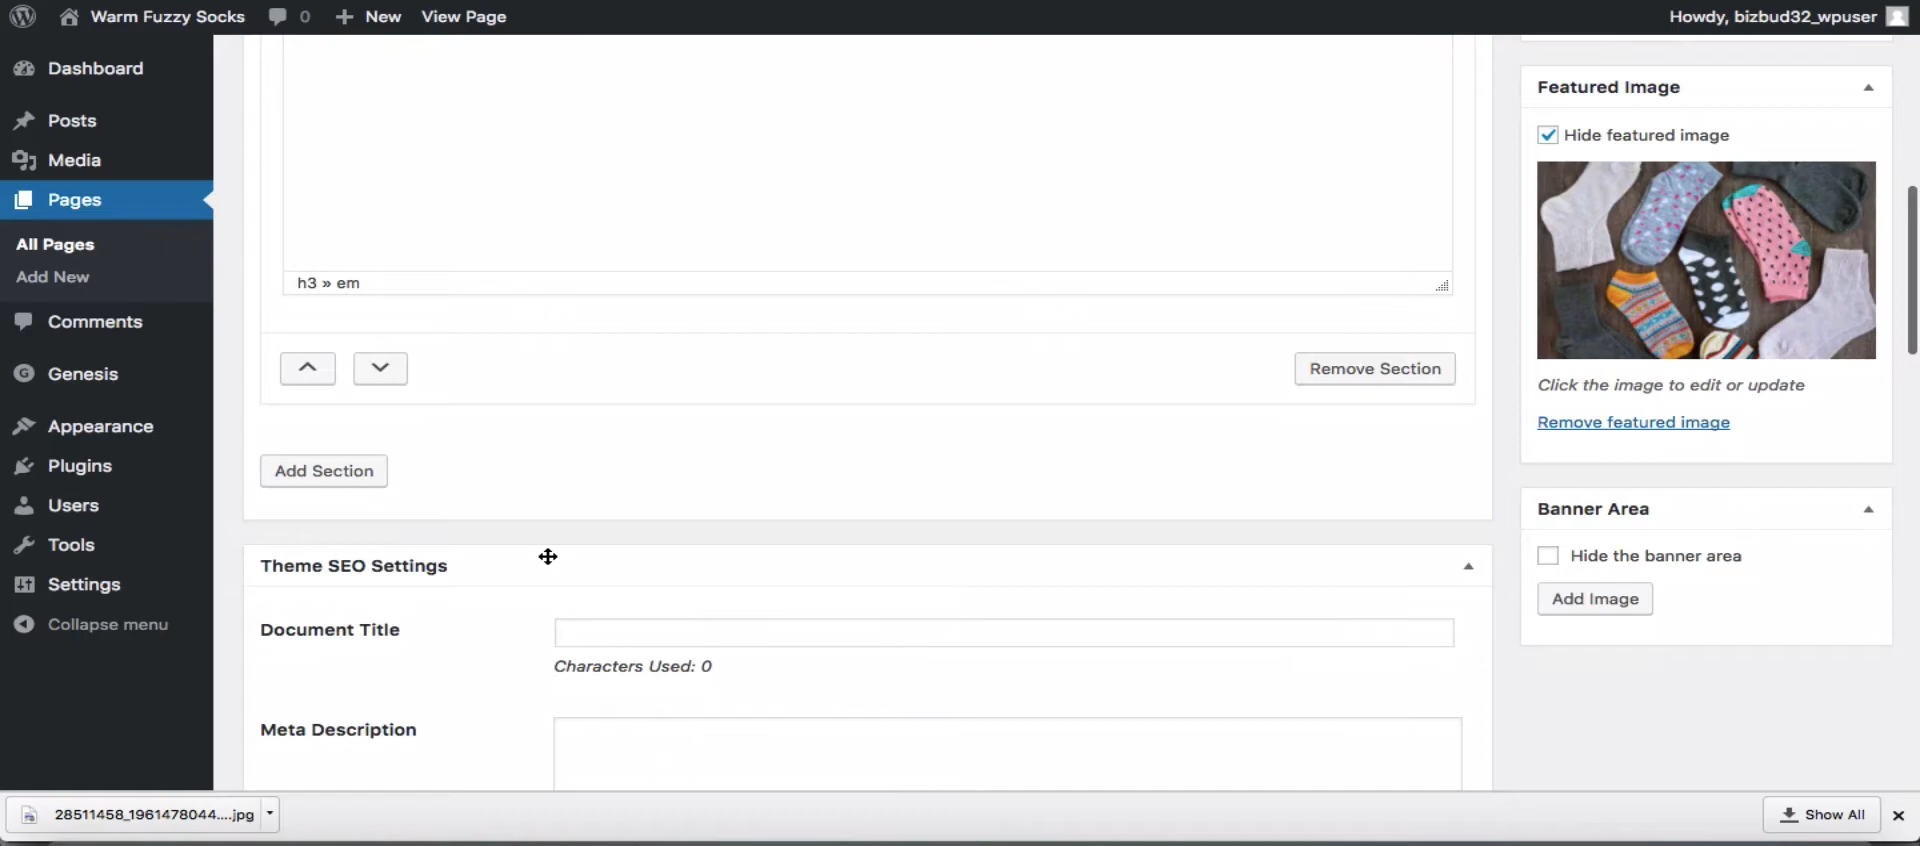 Warm Fuzzy Socks
0
New
View Page
Howdy, bizbud32_wpuser
Dashboard
Posts
Media
Pages
All Pages
Add New
Comments
Genesis
Appearance
Plugins
Users
Tools
Settings
Collapse menu
h3 » em
Remove Section
Add Section
Theme SEO Settings
Document Title
Characters Used: 0
Meta Description
Featured Image
Hide featured image
Click the image to edit or update
Remove featured image
Banner Area
Hide the banner area
Add Image
28511458_1961478044....jpg
Show All